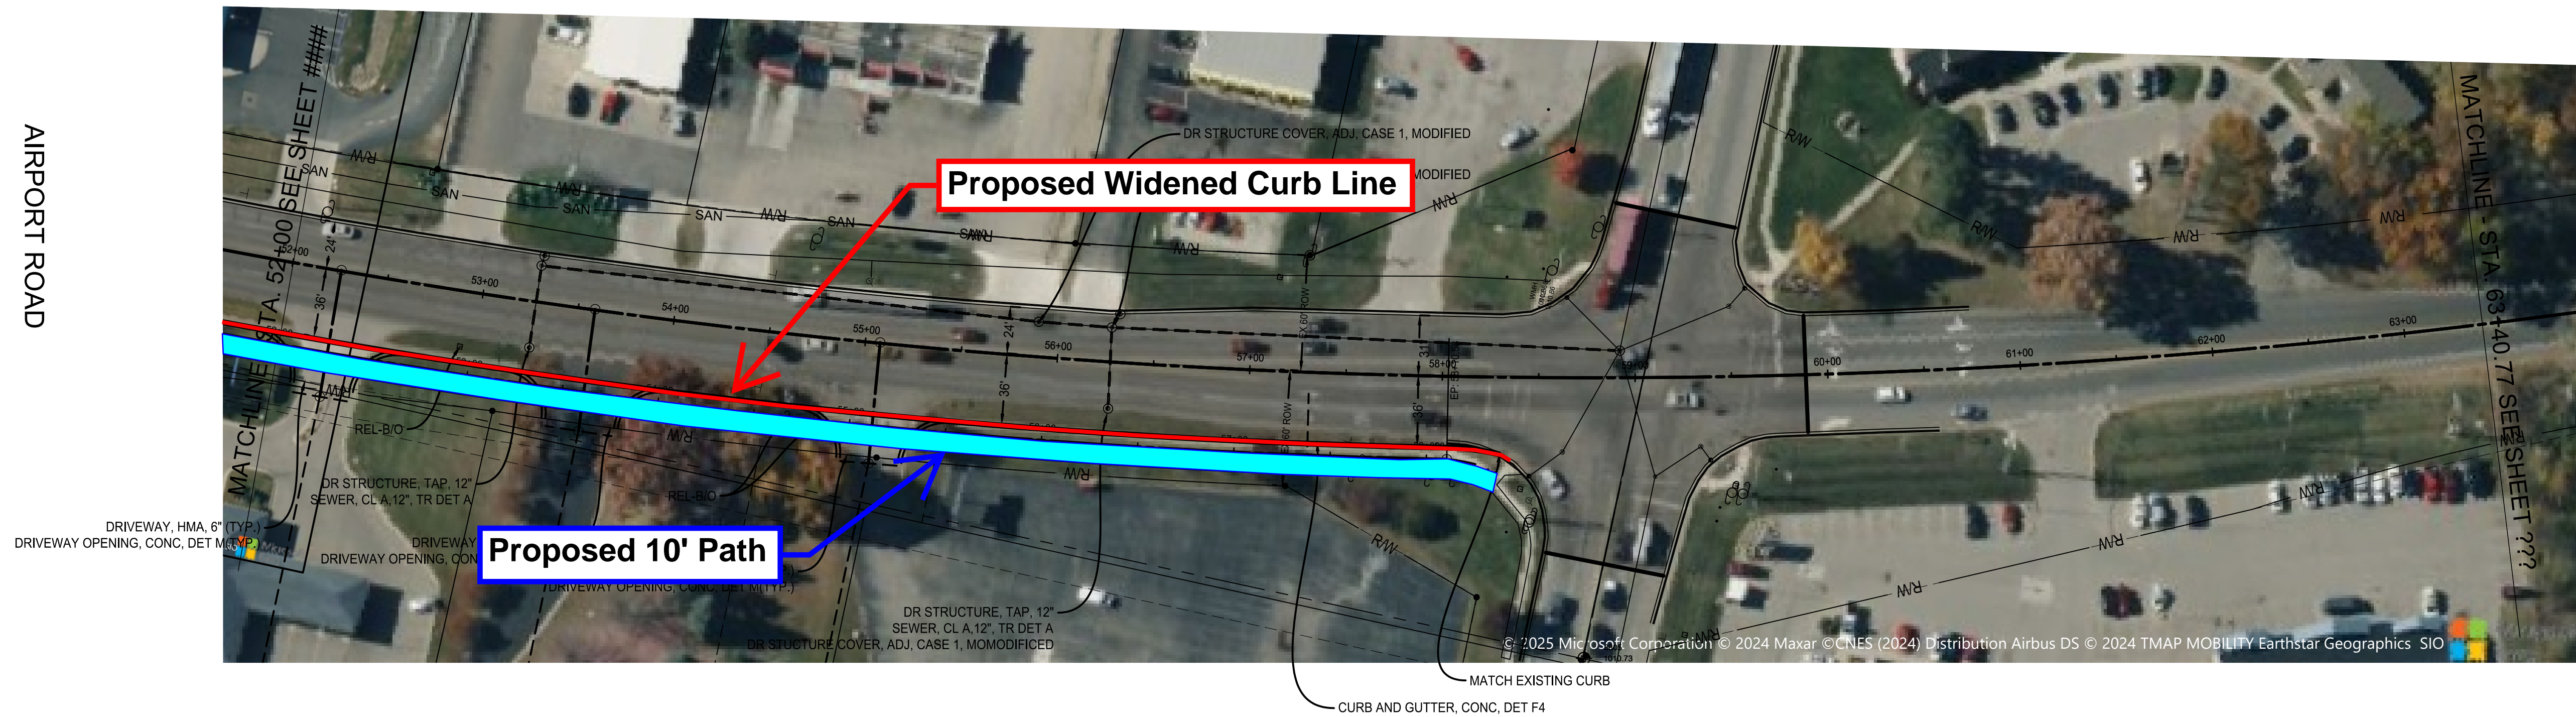 AIRPORT ROAD
MATCHLINE STA. 52+00 SEE SHEET ####
MATCHLINE - STA. 63+40.77 SEE SHEET ???
DR STRUCTURE COVER, ADJ, CASE 1, MODIFIED
MODIFIED
Proposed Widened Curb Line
R/W
R/W
R/W
R/W
R/W
R/W
R/W
R/W
R/W
SAN
SAN
SAN
SAN
SAN
24'
36'
24'
36'
31'
36'
EX 60' ROW
60' ROW
52+00
53+00
54+00
55+00
56+00
57+00
58+00
59+00
60+00
61+00
62+00
63+00
R/W
R/W
R/W
R/W
R/W
R/W
R/W
R/W
R/W
REL-B/O
DR STRUCTURE, TAP, 12"
SEWER, CL A,12", TR DET A
REL-B/O
DRIVEWAY, HMA, 6" (TYP.)
DRIVEWAY OPENING, CONC, DET M(TYP.
DRIVEWAY
DRIVEWAY OPENING, CON
Proposed 10' Path
DRIVEWAY OPENING, CONC, DET M(TYP.)
DR STRUCTURE, TAP, 12"
SEWER, CL A,12", TR DET A
DR STUCTURE COVER, ADJ, CASE 1, MOMODIFICED
© 2025 Microsoft Corporation © 2024 Maxar ©CNES (2024) Distribution Airbus DS © 2024 TMAP MOBILITY Earthstar Geographics SIO
1010.73
MATCH EXISTING CURB
CURB AND GUTTER, CONC, DET F4